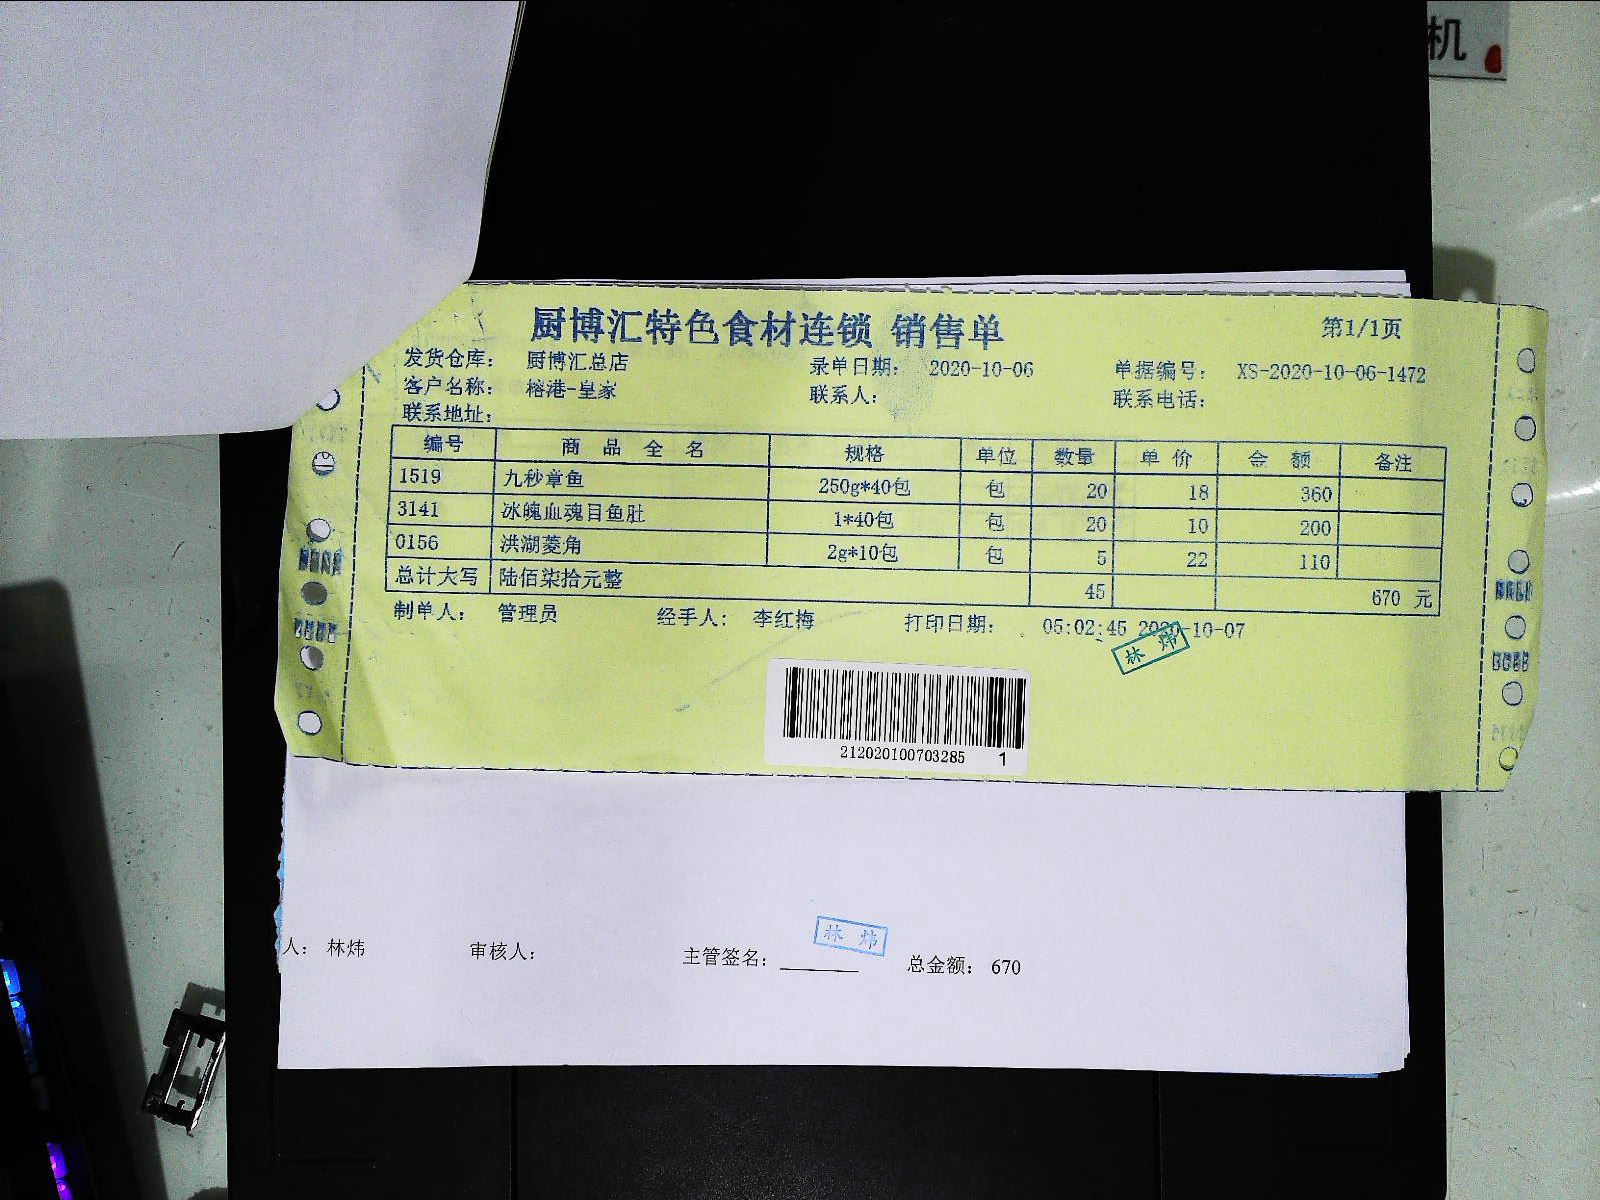 机
厨博汇特色食材连锁 销售单 第1/1页
发货仓库： 厨博汇总店 录单日期： 2020-10-06 单据编号： XS-2020-10-06-1472
客户名称： 榕港-皇家 联系人： 联系电话：
联系地址：
编号 商 品 全 名 规格 单位 数量 单 价 金 额 备注
1519 九秒章鱼 250g*40包 包 20 18 360
3141 冰魄血魂目鱼肚 1*40包 包 20 10 200
0156 洪湖菱角 2g*10包 包 5 22 110
总计大写 陆佰柒拾元整 45 670 元
制单人： 管理员 经手人： 李红梅 打印日期： 05:02:45 2020-10-07
林 炜
212020100703285 1
林 炜
人： 林炜 审核人： 主管签名： 总金额： 670